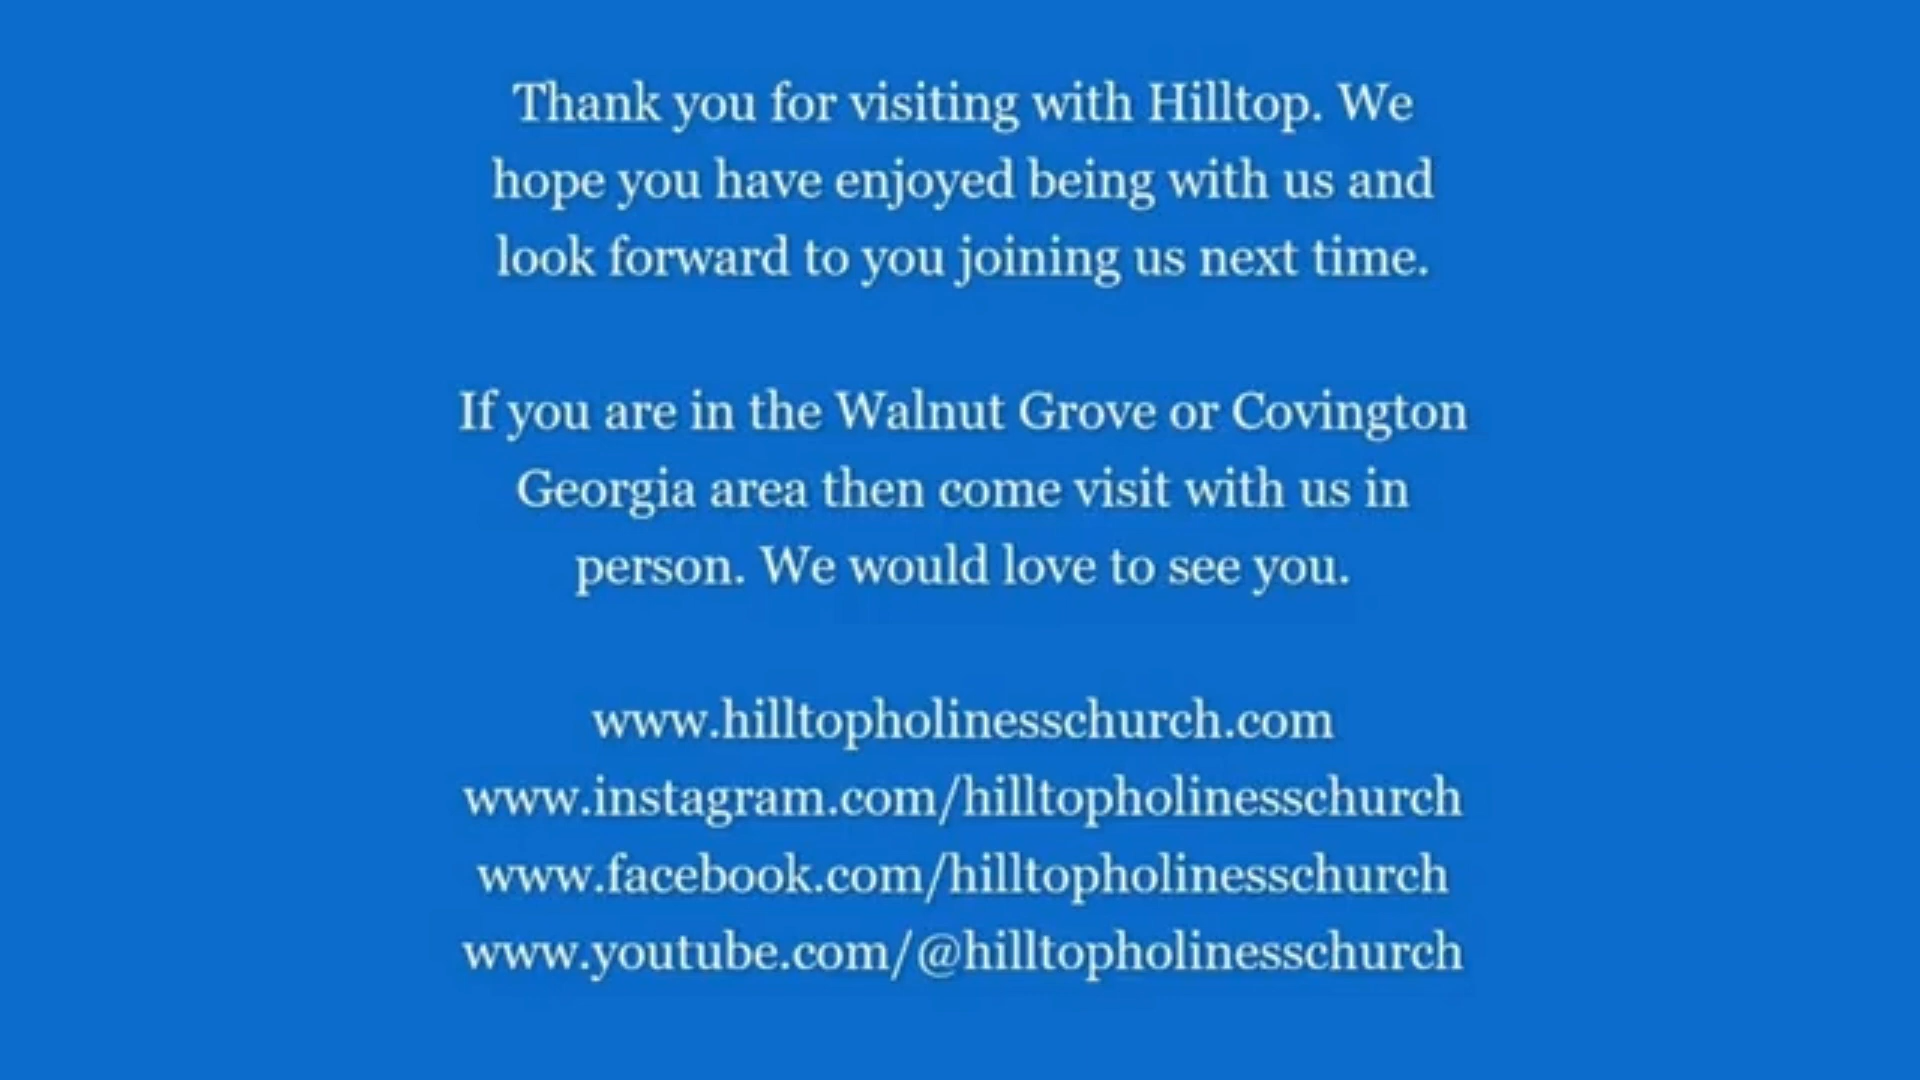 Thank you for visiting with Hilltop. We
hope you have enjoyed being with us and
look forward to you joining us next time.
If you are in the Walnut Grove or Covington
Georgia area then come visit with us in
person. We would love to see you.
www.hilltopholinesschurch.com
www.instagram.com/hilltopholinesschurch
www.facebook.com/hilltopholinesschurch
www.youtube.com/@hilltopholinesschurch